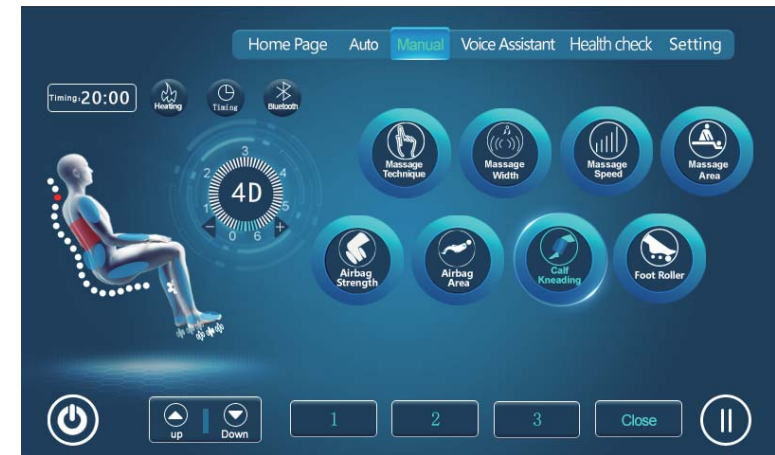 Home Page Auto Manual Voice Assistant Health check Setting
Timing:20:00
Heating
Timing
Bluetooth
3
2 4
4D
1 5
- 0 6 +
Massage
Technique
Massage
Width
Massage
Speed
Massage
Area
Airbag
Strength
Airbag
Area
Calf
Kneading
Foot Roller
up
Down
1
2
3
Close